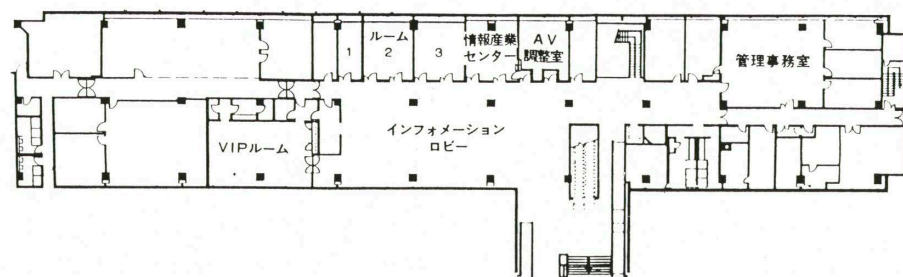 ルーム
1
2
3
情報産業
センター
AV
調整室
管理事務室
インフォメーション
ロビー
VIPルーム